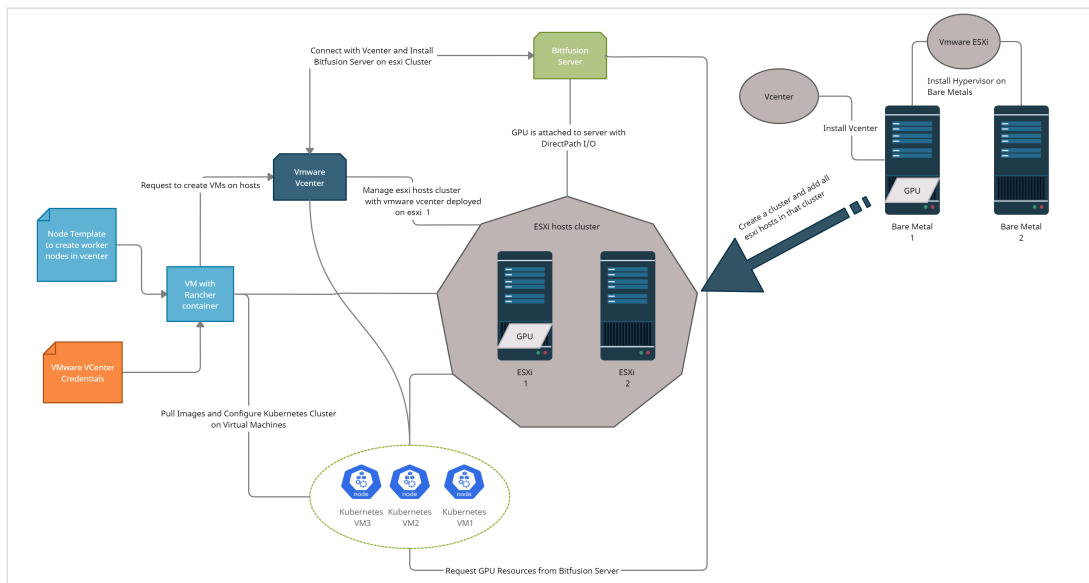 Connect with Vcenter and Install
Bitfusion Server on esxi Cluster
Bittfusion
Server
Vmware ESXi
Install Hypervisor on
Bare Metals
Vcenter
Install Vcenter
GPU is attached to server with
DirectPath I/O
Vmware
Vcenter
Request to create VMs on hosts
Manage esxi hosts cluster
with vmware vcenter deployed
on esxi 1
GPU
Bare Metal
1
Bare Metal
2
Create a cluster and add all
esxi hosts in that cluster
Node Template
to create worker
nodes in vcenter
ESXi hosts cluster
VM with
Rancher
container
GPU
ESXi
1
ESXi
2
VMware VCenter
Credentials
Pull Images and Configure Kubernetes Cluster
on Virtual Machines
node
node
node
Kubernetes
VM3
Kubernetes
VM2
Kubernetes
VM1
Request GPU Resources from Bitfusion Server